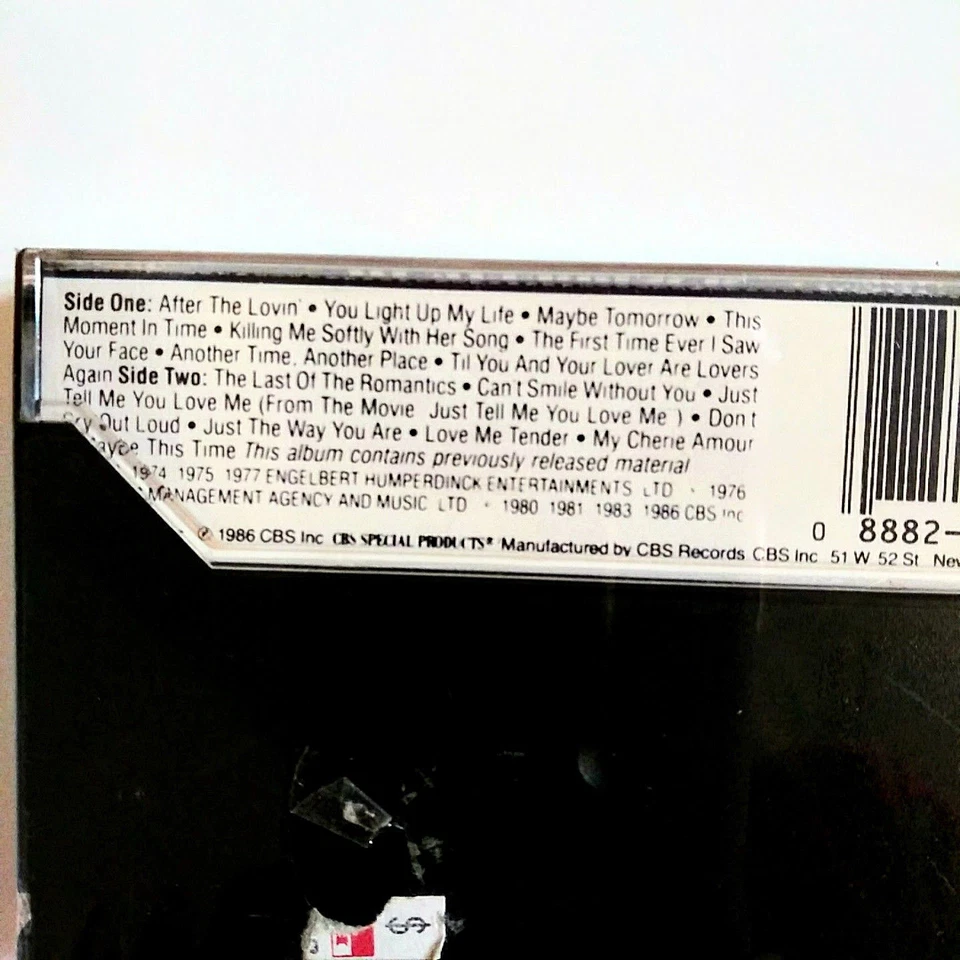 Side One: After The Lovin' • You Light Up My Life • Maybe Tomorrow • This
Moment In Time • Killing Me Softly With Her Song • The First Time Ever I Saw
Your Face • Another Time, Another Place • Til You And Your Lover Are Lovers
Again Side Two: The Last Of The Romantics • Can't Smile Without You • Just
Tell Me You Love Me (From The Movie Just Tell Me You Love Me ) • Don t
Cry Out Loud • Just The Way You Are • Love Me Tender • My Cherie Amour
This Time This album contains previously released material
1974 1975 1977 ENGELBERT HUMPERDINCK ENTERTAINMENTS LTD • 1976
MANAGEMENT AGENCY AND MUSIC LTD • 1980 1981 1983 1986 CBS Inc
℗ 1986 CBS Inc CBS SPECIAL PRODUCTS® Manufactured by CBS Records CBS Inc 51 W 52 St New
0 8882-
3 $